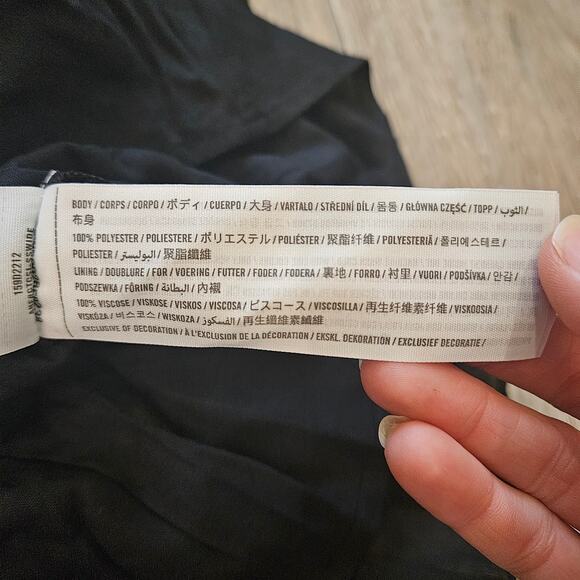 BODY / CORPS / CORPO / ボディ / CUERPO / 大身 / VARTALO / STŘEDNÍ DÍL / 몸통 / GŁÓWNA CZĘŚĆ / TOPP / الثوب /
布身
100% POLYESTER / POLIESTERE / ポリエステル / POLIÉSTER / 聚酯纤维 / POLYESTERIÄ / 폴리에스테르 /
POLIESTER / البوليستر / 聚脂纖維
LINING / DOUBLURE / FOR / VOERING / FUTTER / FODER / FODERA / 裏地 / FORRO / 衬里 / VUORI / PODŠÍVKA / 안감 /
PODSZEWKA / FÖRING / البطانة / 內襯
100% VISCOSE / VISKOSE / VISKOS / VISCOSA / ビスコース / VISCOSILLA / 再生纤维素纤维 / VISKOOSIA /
VISKÓZA / 비스코스 / WISKOZA / الفسكوز / 再生纖維素纖維
EXCLUSIVE OF DECORATION / À L'EXCLUSION DE LA DÉCORATION / EKSKL. DEKORATION / EXCLUSIEF DECORATIE /
159D2212